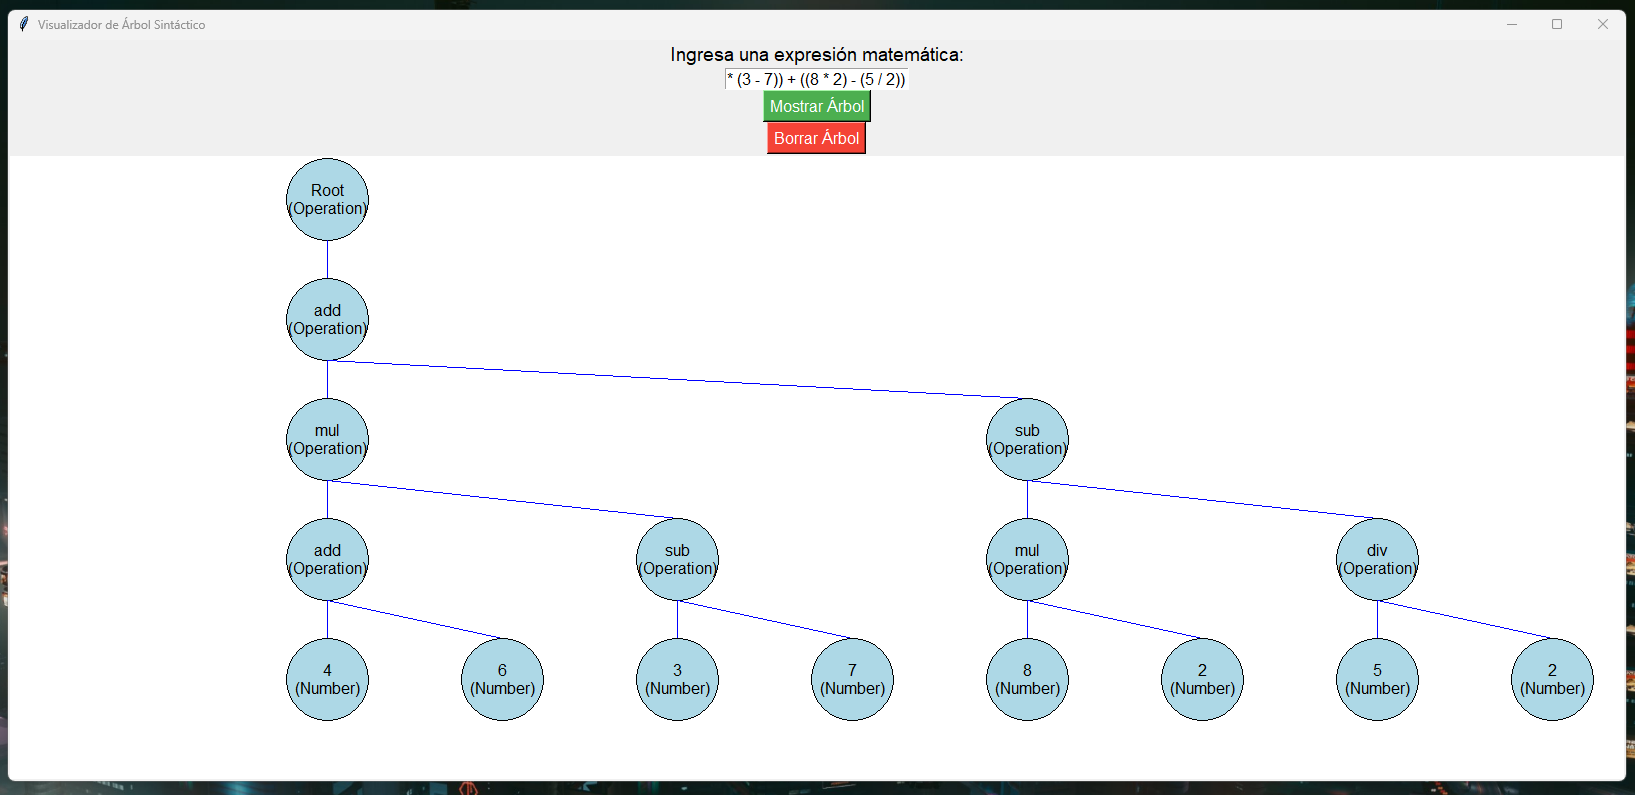 Visualizador de Árbol Sintáctico
Ingresa una expresión matemática:
* (3 - 7)) + ((8 * 2) - (5 / 2))
Mostrar Árbol
Borrar Árbol
Root
(Operation)
add
(Operation)
mul
(Operation)
sub
(Operation)
add
(Operation)
sub
(Operation)
mul
(Operation)
div
(Operation)
4
(Number)
6
(Number)
3
(Number)
7
(Number)
8
(Number)
2
(Number)
5
(Number)
2
(Number)